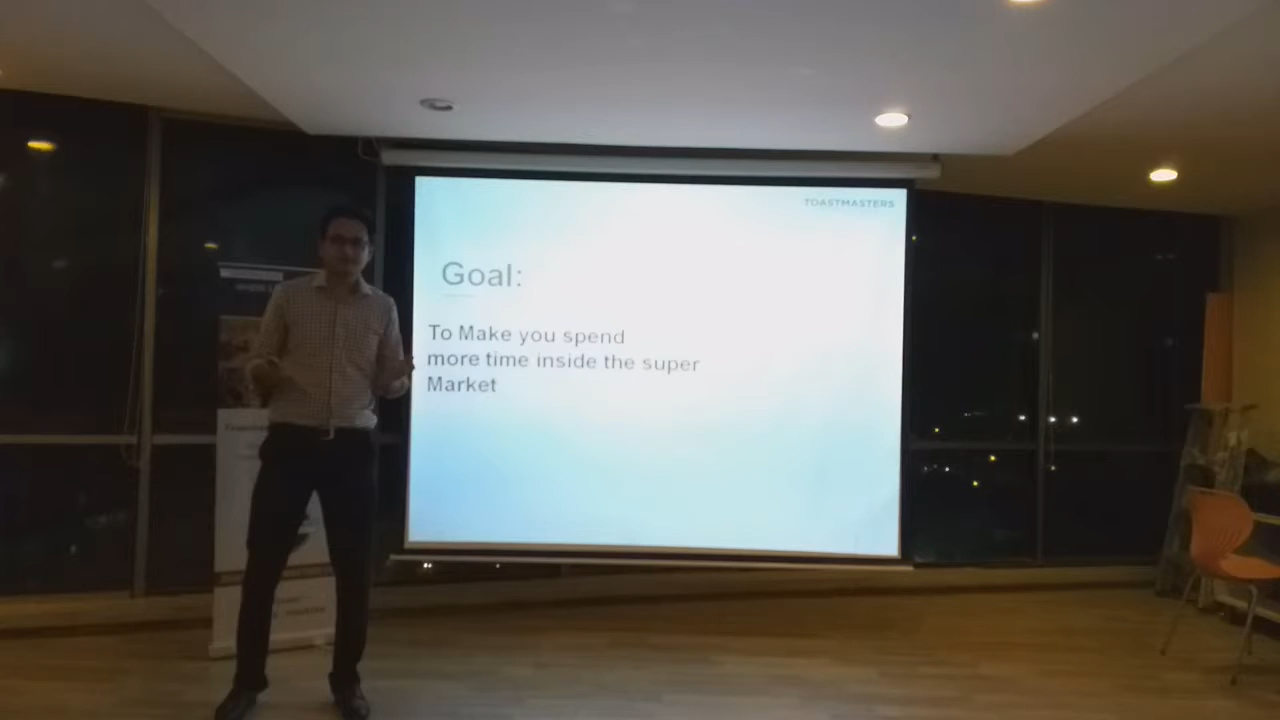 TOASTMASTERS
Goal:
To Make you spend
more time inside the super
Market